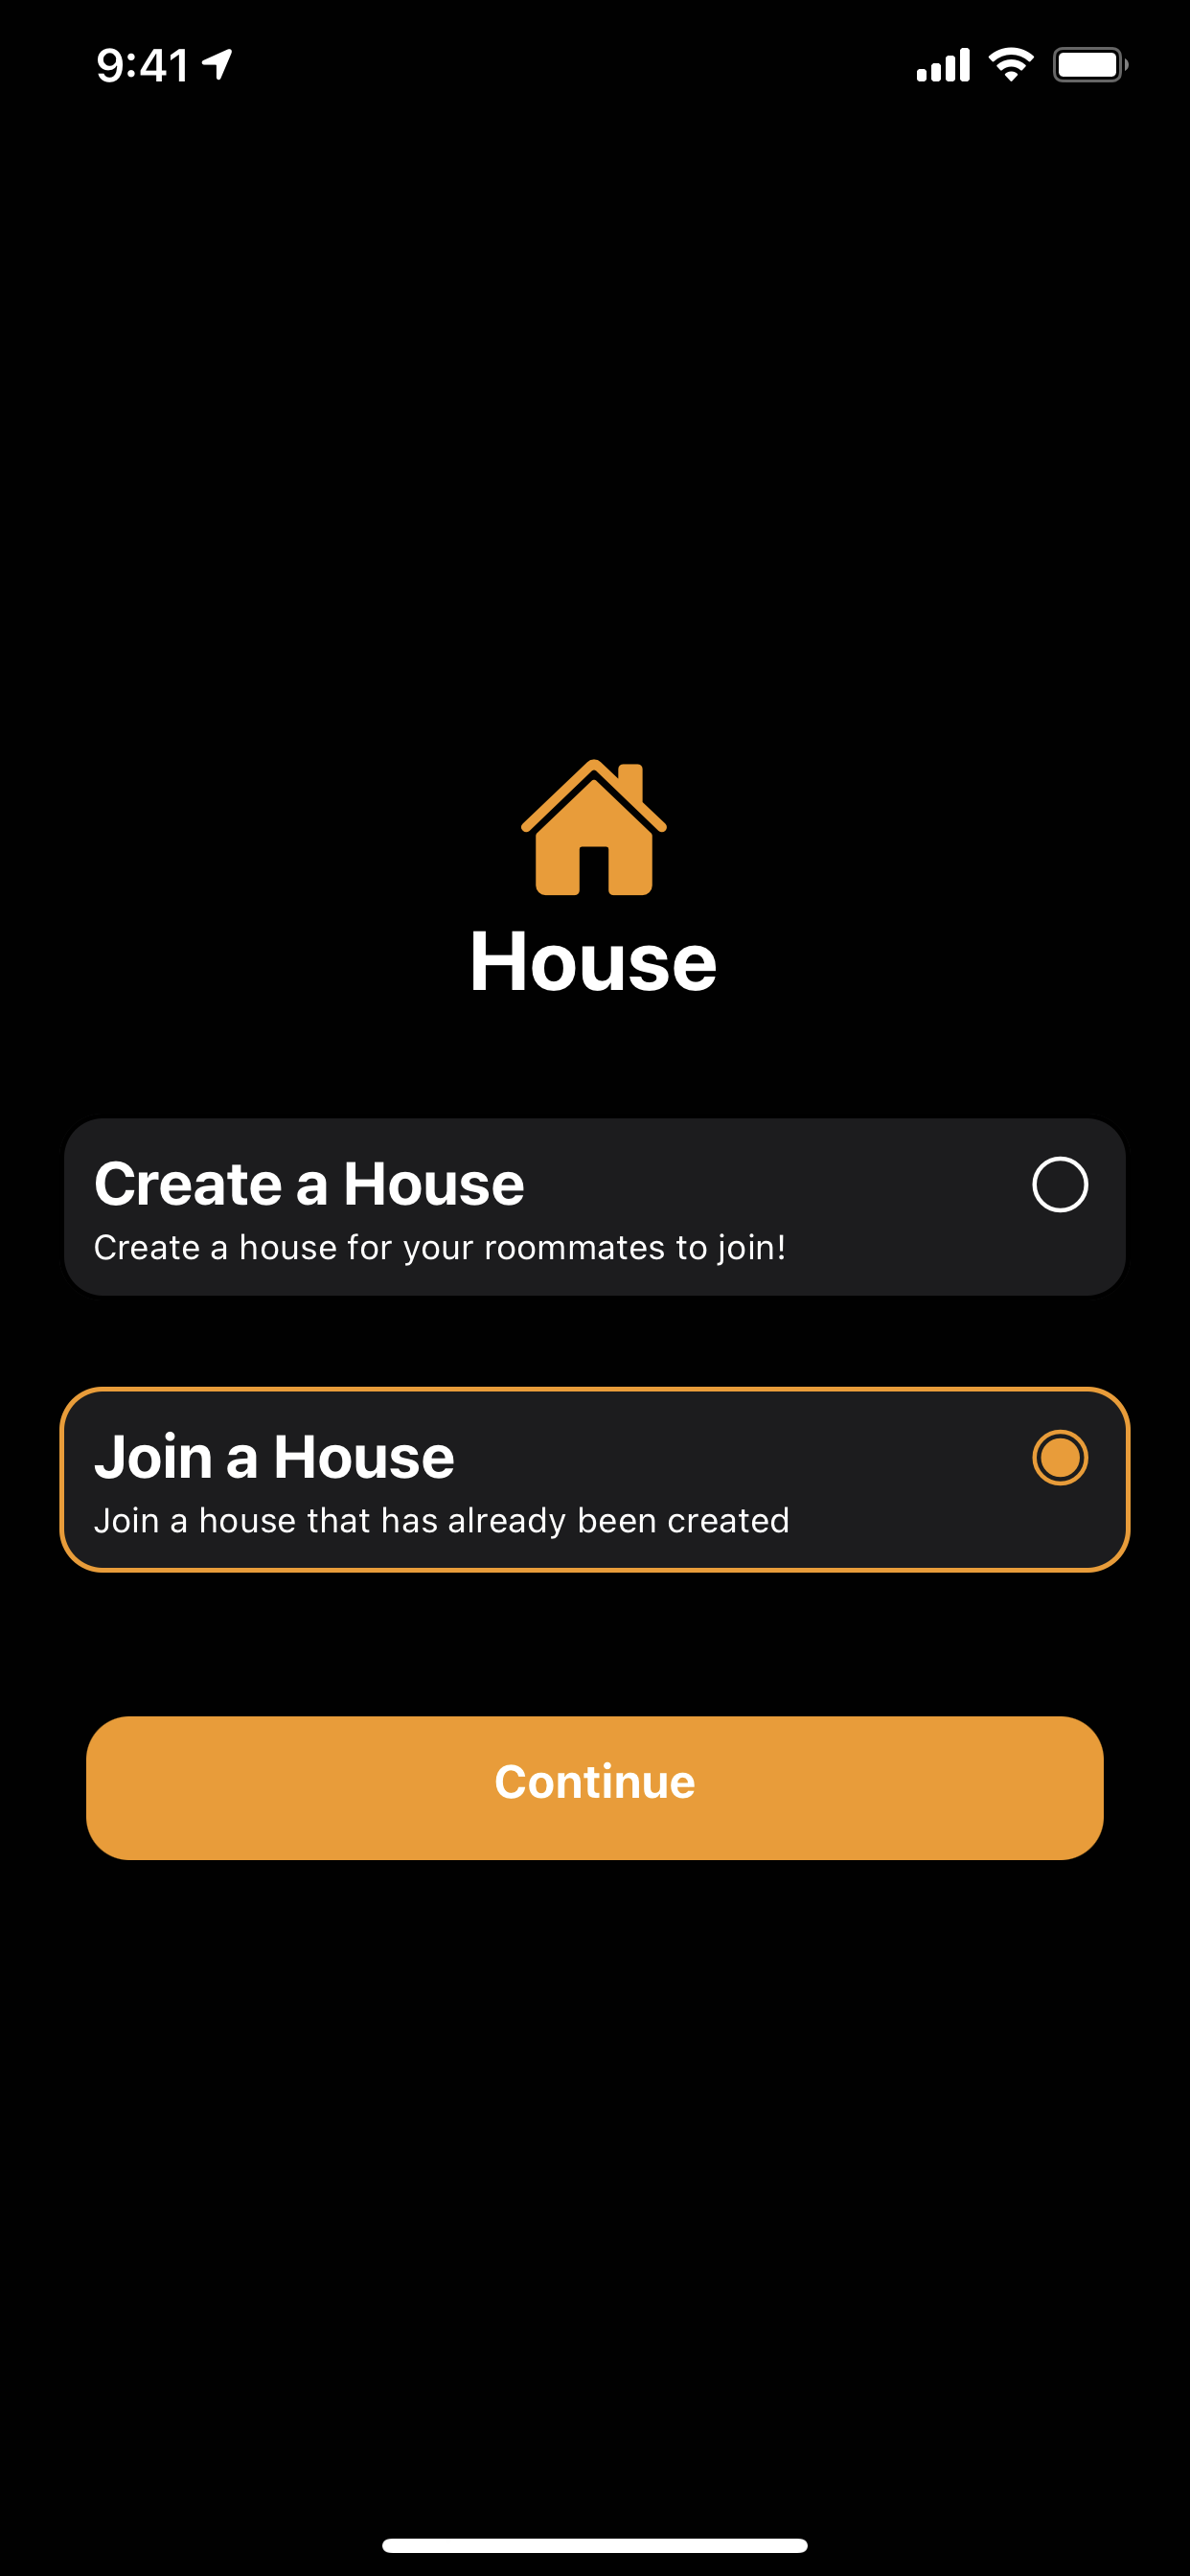 9:41
House
Create a House
Create a house for your roommates to join!
Join a House
Join a house that has already been created
Continue